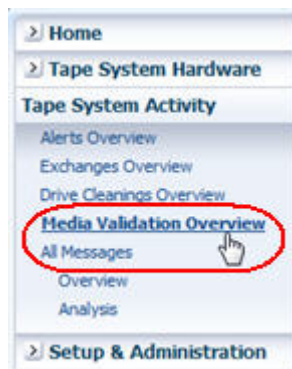 Home
Tape System Hardware
Tape System Activity
Alerts Overview
Exchanges Overview
Drive Cleanings Overview
Media Validation Overview
All Messages
Overview
Analysis
Setup & Administration